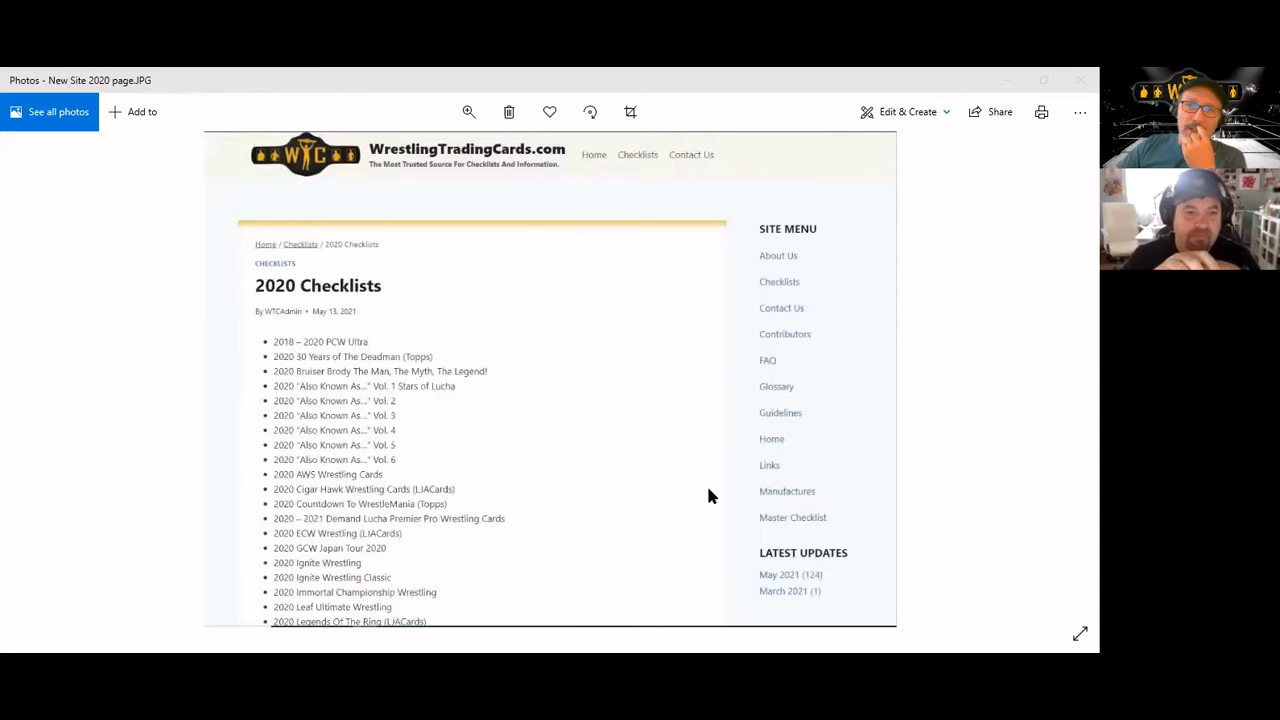 Photos - New Site 2020 page.JPG
See all photos
Add to
Edit & Create
Share
WTC
WrestlingTradingCards.com
The Most Trusted Source For Checklists And Information.
Home Checklists Contact Us
Home / Checklists / 2020 Checklists
CHECKLISTS
2020 Checklists
By WTCAdmin • May 13, 2021
2018 – 2020 PCW Ultra
2020 30 Years of The Deadman (Topps)
2020 Bruiser Brody The Man, The Myth, The Legend!
2020 "Also Known As..." Vol. 1 Stars of Lucha
2020 "Also Known As..." Vol. 2
2020 "Also Known As..." Vol. 3
2020 "Also Known As..." Vol. 4
2020 "Also Known As..." Vol. 5
2020 "Also Known As..." Vol. 6
2020 AWS Wrestling Cards
2020 Cigar Hawk Wrestling Cards (LJACards)
2020 Countdown To WrestleMania (Topps)
2020 – 2021 Demand Lucha Premier Pro Wrestling Cards
2020 ECW Wrestling (LJACards)
2020 GCW Japan Tour 2020
2020 Ignite Wrestling
2020 Ignite Wrestling Classic
2020 Immortal Championship Wrestling
2020 Leaf Ultimate Wrestling
2020 Legends Of The Ring (LJACards)
SITE MENU
About Us
Checklists
Contact Us
Contributors
FAQ
Glossary
Guidelines
Home
Links
Manufactures
Master Checklist
LATEST UPDATES
May 2021 (124)
March 2021 (1)